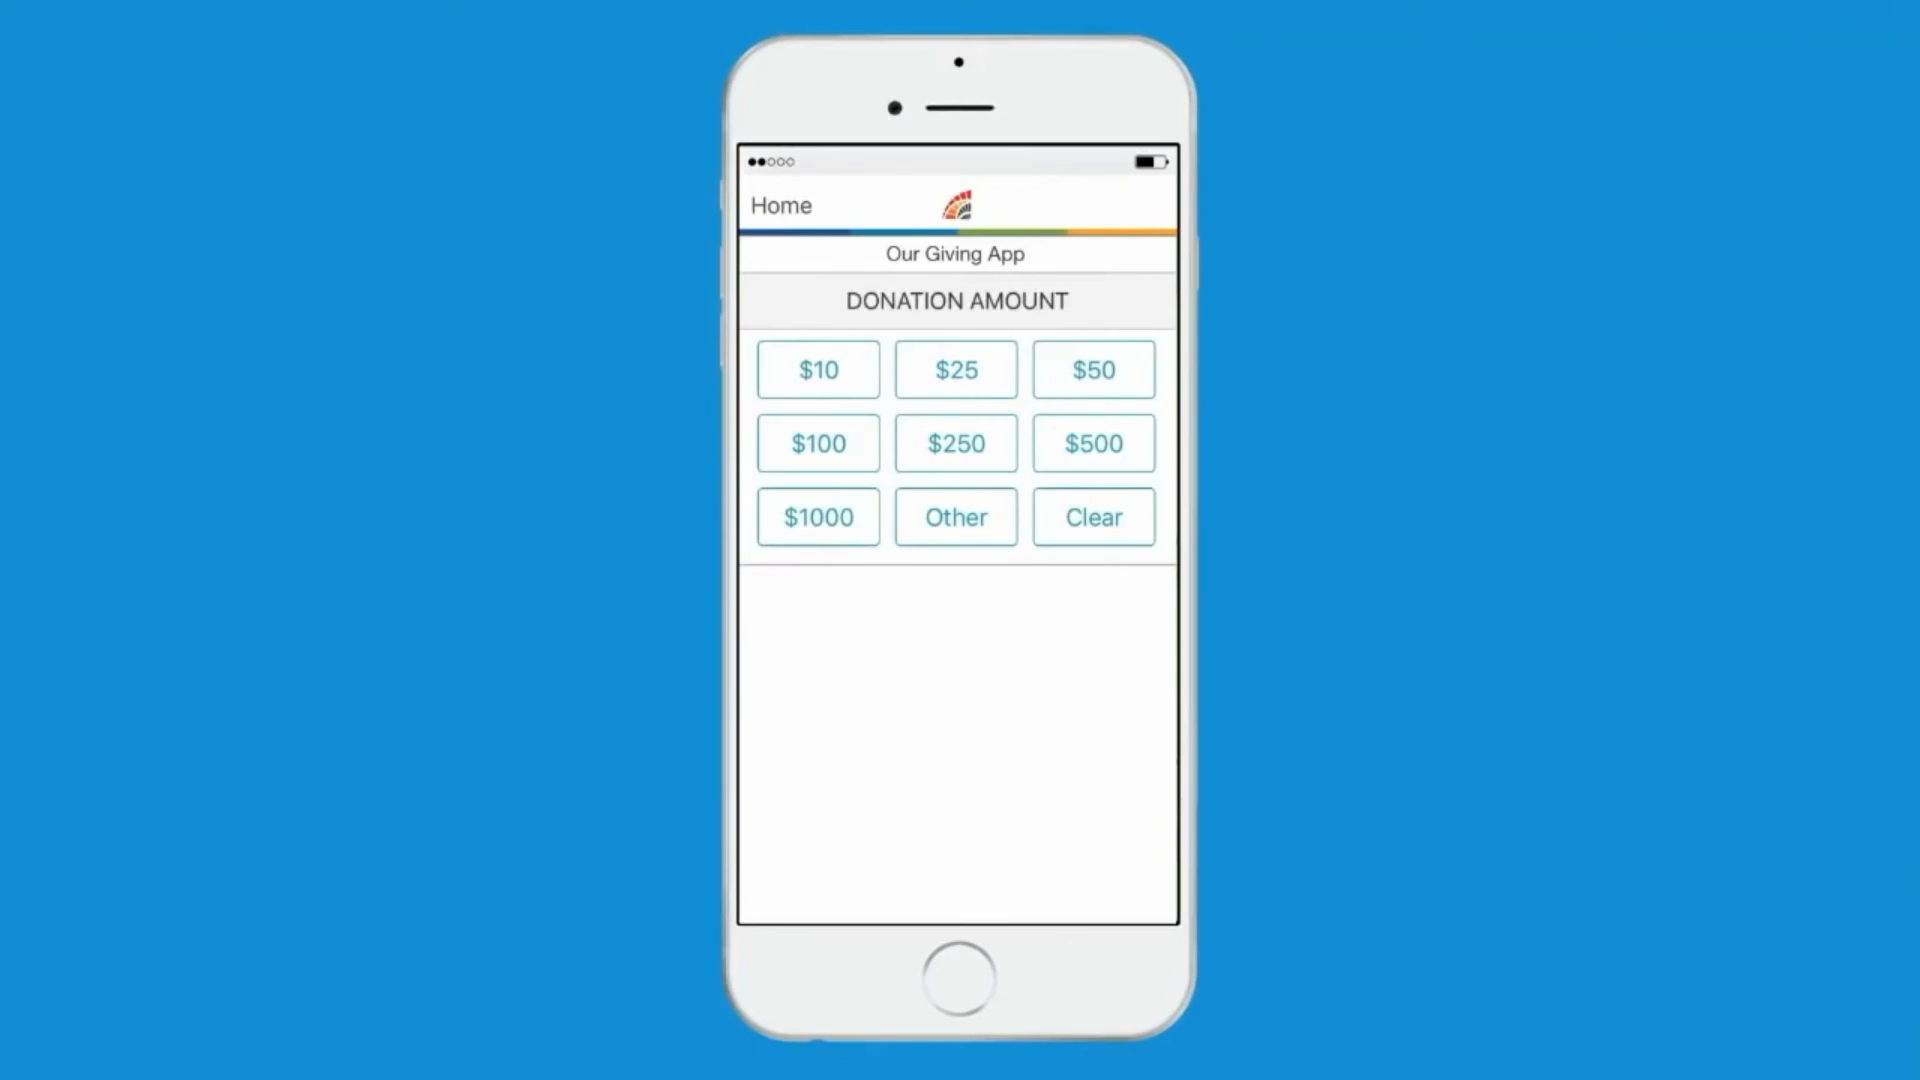 Home
Our Giving App
DONATION AMOUNT
$10 $25 $50
$100 $250 $500
$1000 Other Clear